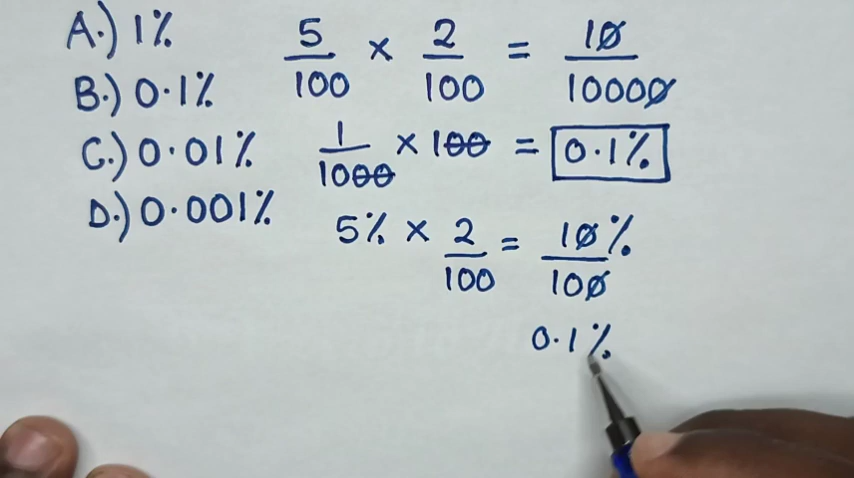 A.) 1%
B.) 0.1%
C.) 0.01%
D.) 0.001%
5/100 × 2/100 = 10/10000
1/1000 × 100 = 0.1%
5% × 2/100 = 10%/100
0.1%